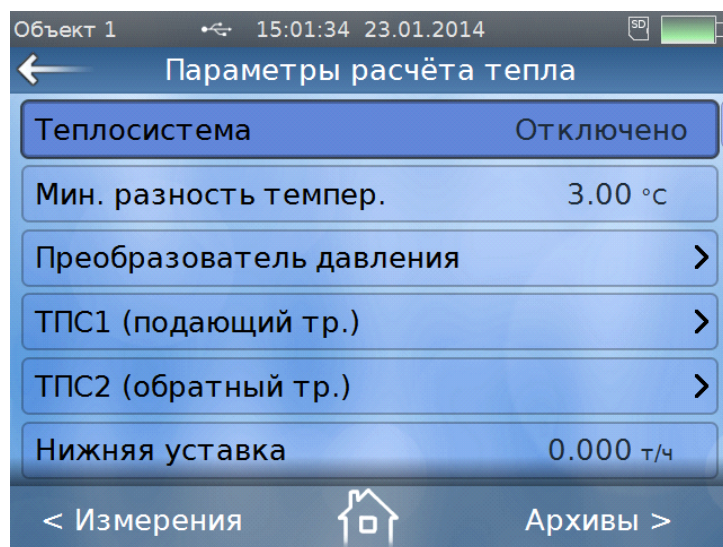 Объект 1 15:01:34 23.01.2014 SD
Параметры расчёта тепла
Теплосистема Отключено
Мин. разность темпер. 3.00 °C
Преобразователь давления >
ТПС1 (подающий тр.) >
ТПС2 (обратный тр.) >
Нижняя уставка 0.000 т/ч
< Измерения Архивы >